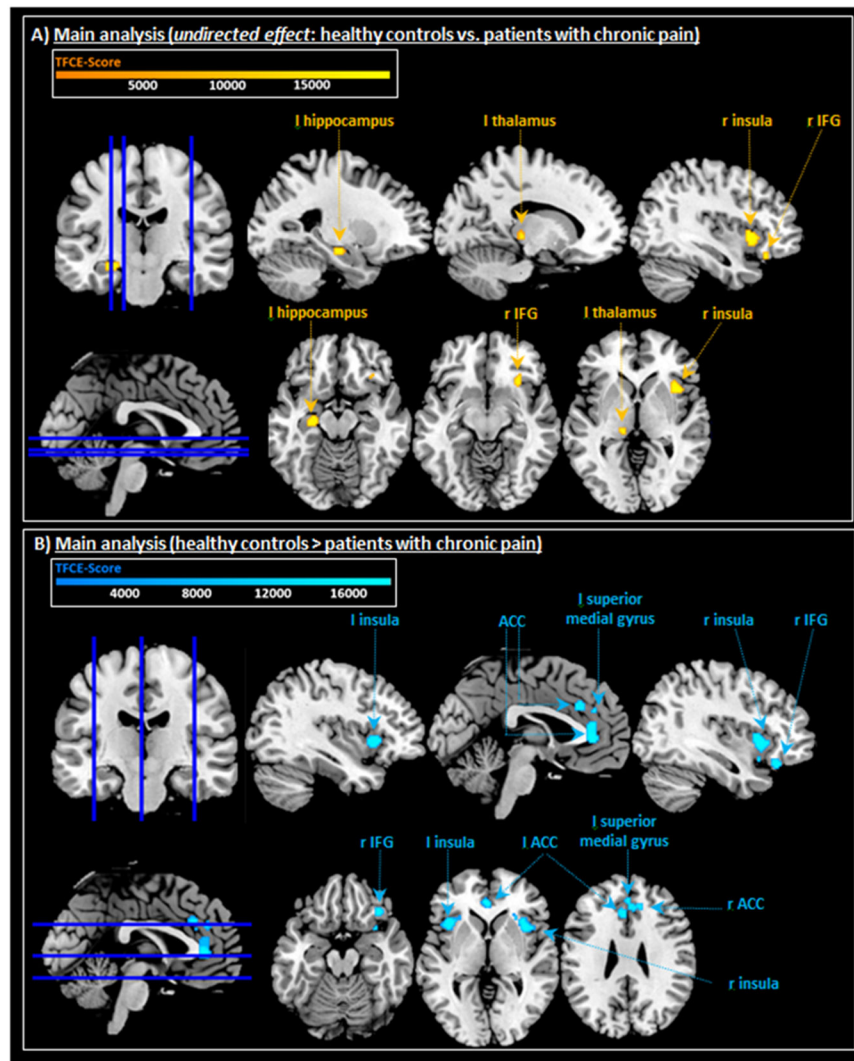 A) Main analysis (undirected effect: healthy controls vs. patients with chronic pain)
TFCE-Score
5000 10000 15000
l hippocampus
l thalamus
r insula
r IFG
l hippocampus
r IFG
l thalamus
r insula
B) Main analysis (healthy controls > patients with chronic pain)
TFCE-Score
4000 8000 12000 16000
l insula
ACC
l superior
medial gyrus
r insula
r IFG
r IFG
l insula
l ACC
l superior
medial gyrus
r ACC
r insula